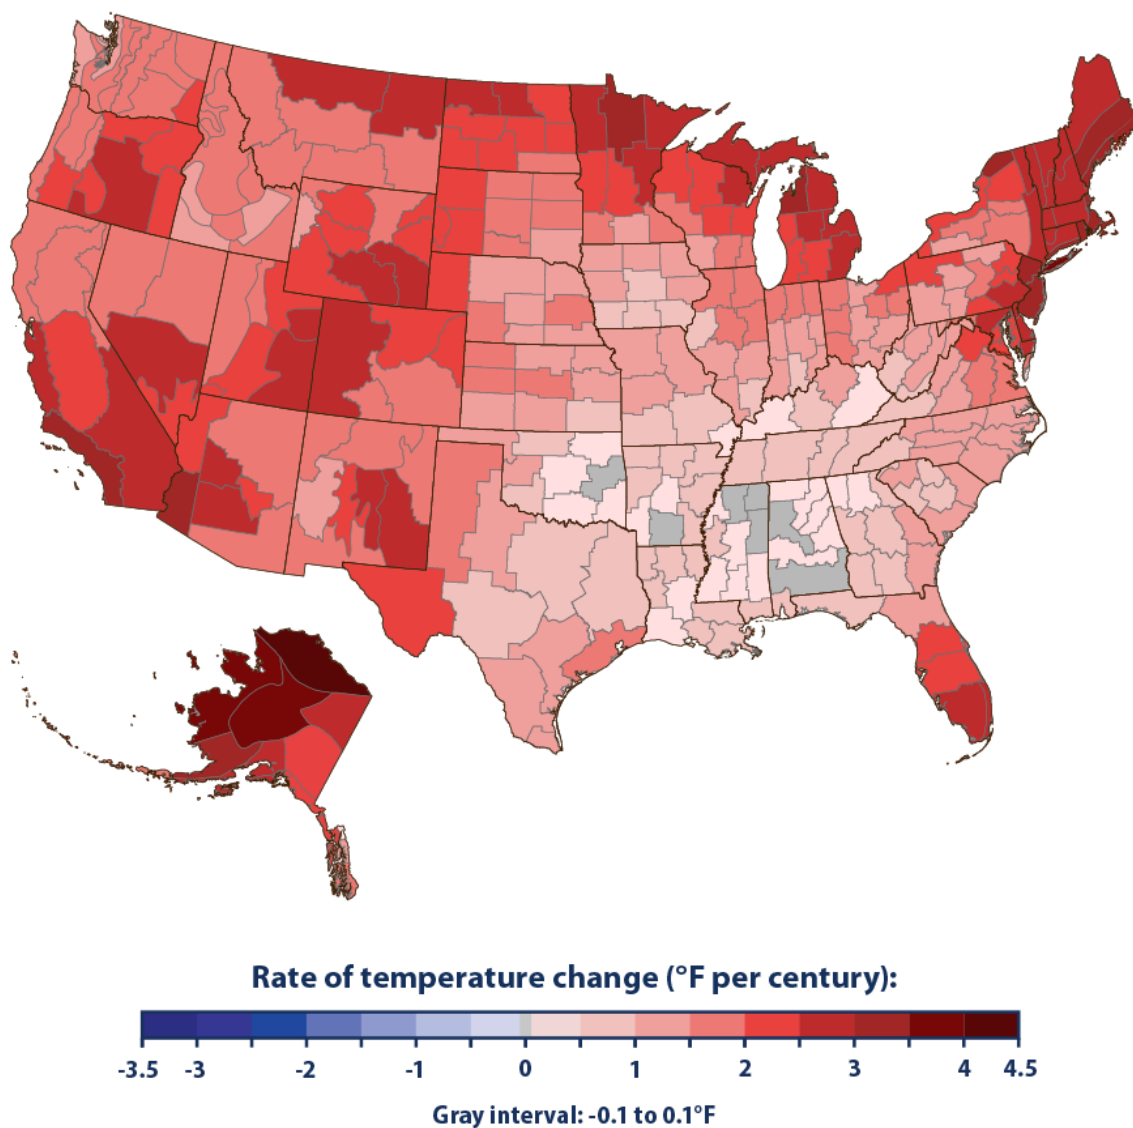 Rate of temperature change (°F per century):
-3.5 -3 -2 -1 0 1 2 3 4 4.5
Gray interval: -0.1 to 0.1°F